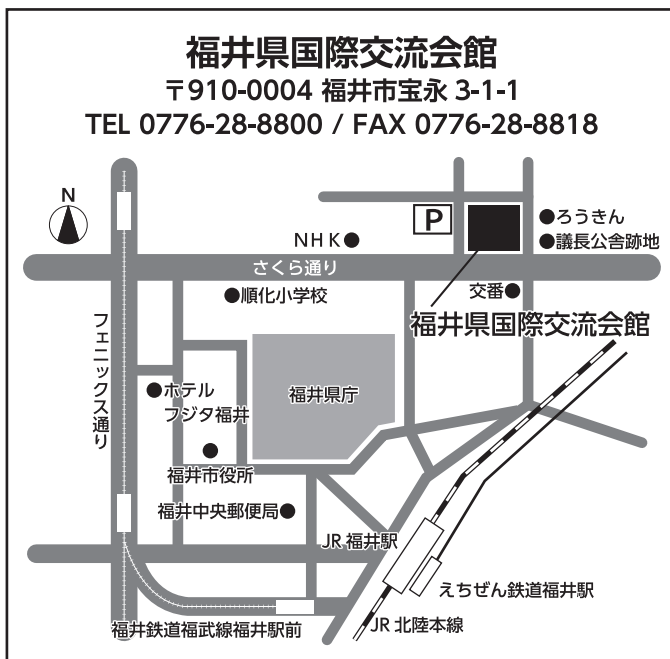 福井県国際交流会館
〒910-0004 福井市宝永 3-1-1
TEL 0776-28-8800 / FAX 0776-28-8818
N
P
●ろうきん
NHK●
●議長公舎跡地
さくら通り
●順化小学校
交番●
福井県国際交流会館
フェニックス通り
●ホテル
フジタ福井
福井県庁
福井市役所
福井中央郵便局●
JR 福井駅
えちぜん鉄道福井駅
福井鉄道福武線福井駅前
JR 北陸本線